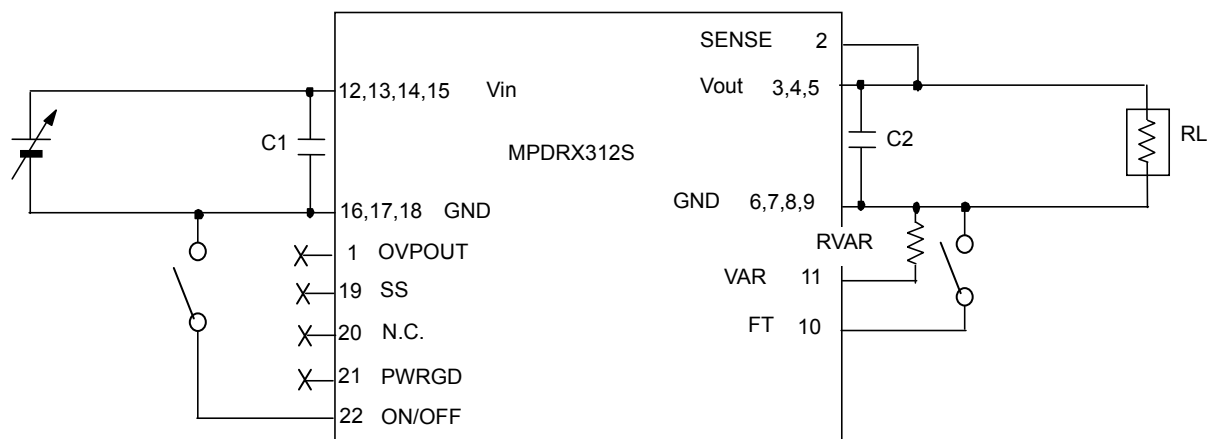 SENSE 2
12,13,14,15 Vin
Vout 3,4,5
C1
MPDRX312S
C2
RL
16,17,18 GND
GND 6,7,8,9
RVAR
1 OVPOUT
VAR 11
19 SS
FT 10
20 N.C.
21 PWRGD
22 ON/OFF